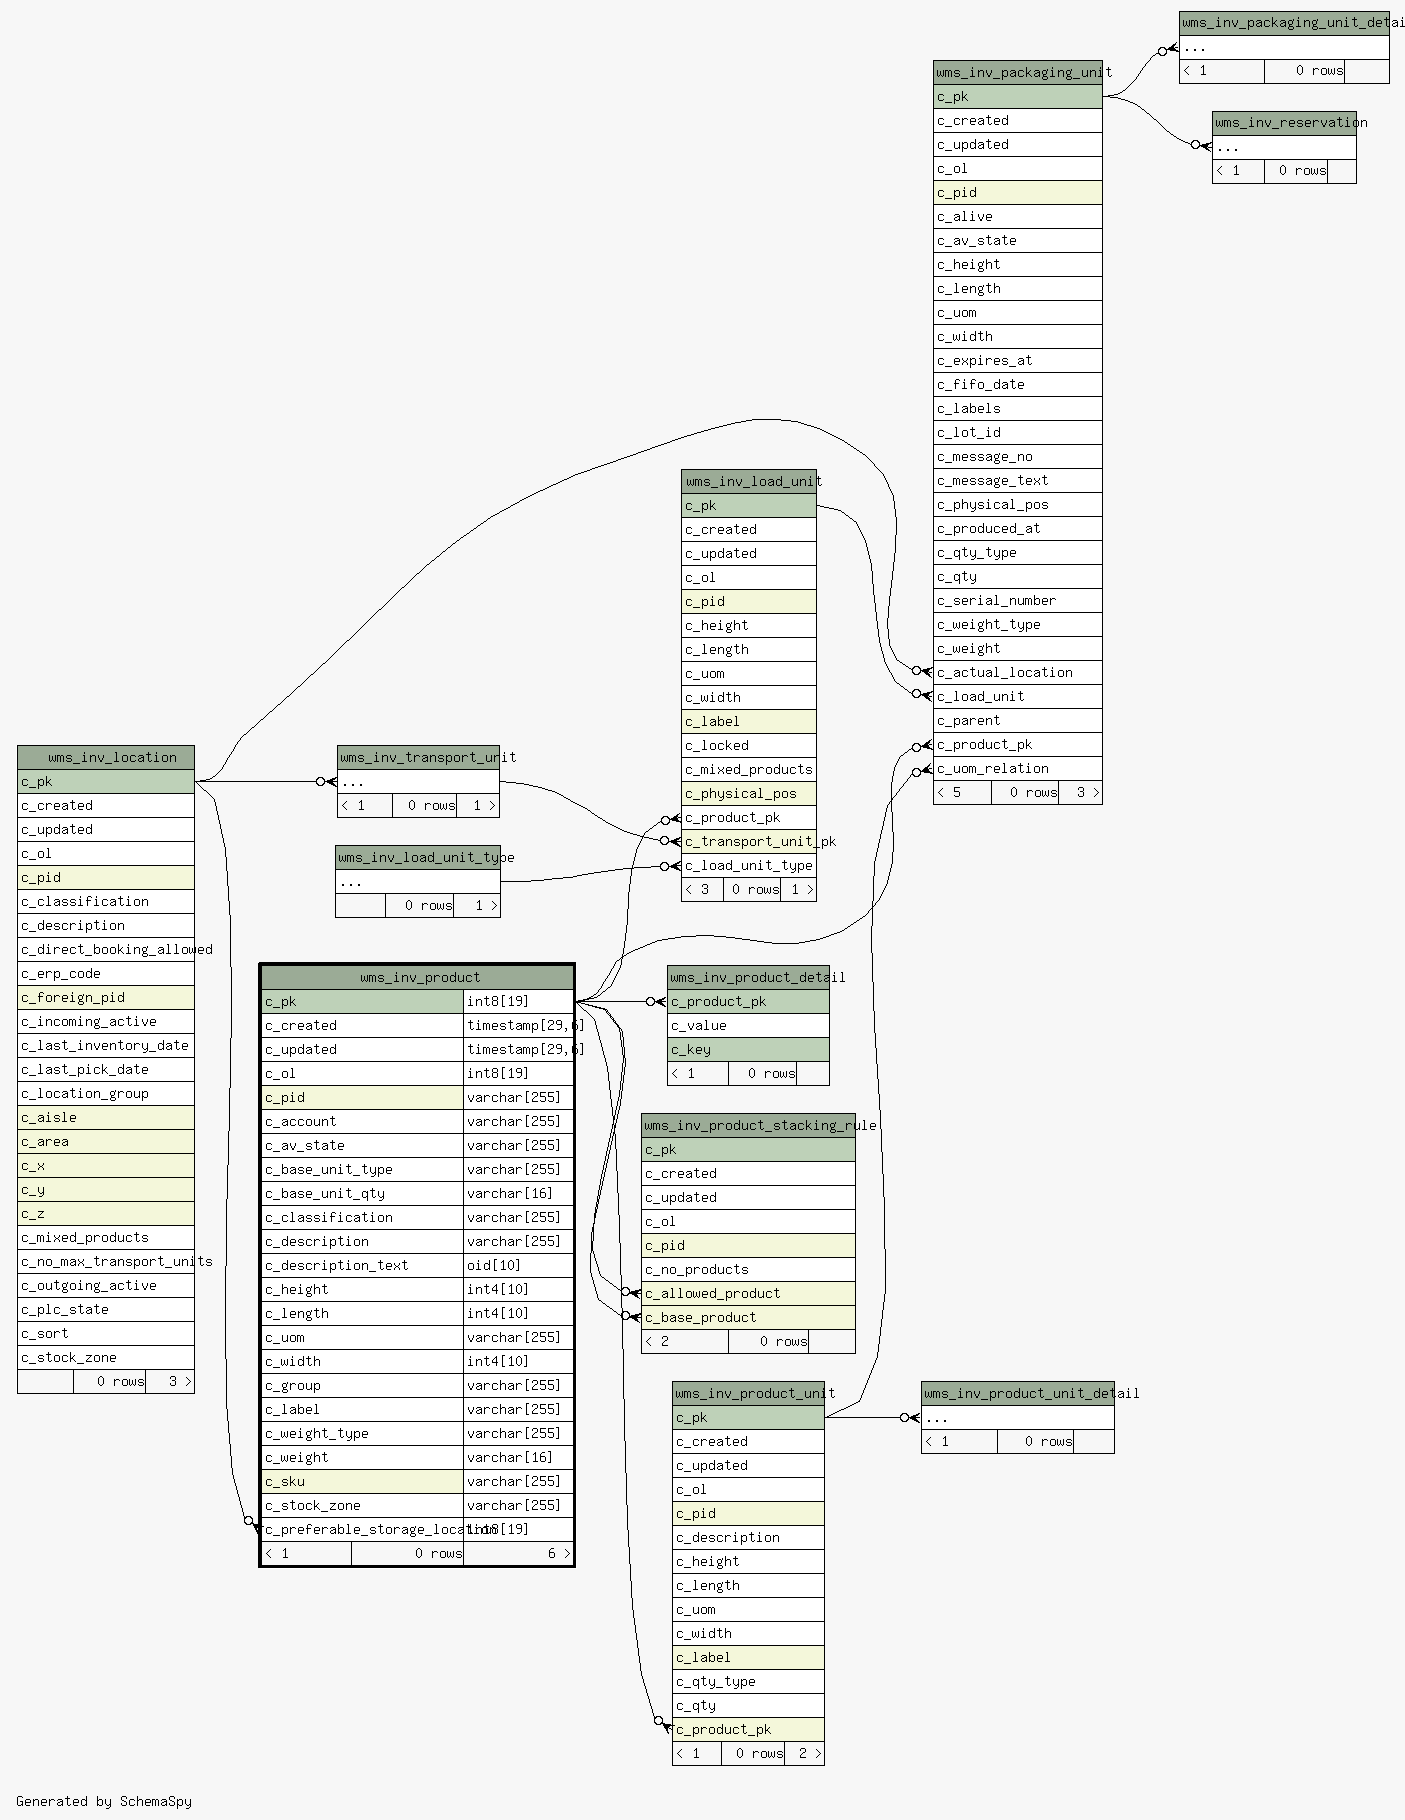 wms_inv_packaging_unit_detai
...
< 1 0 rows
wms_inv_packaging_unit
c_pk
c_created
c_updated
c_ol
c_pid
c_alive
c_av_state
c_height
c_length
c_uom
c_width
c_expires_at
c_fifo_date
c_labels
c_lot_id
c_message_no
c_message_text
c_physical_pos
c_produced_at
c_qty_type
c_qty
c_serial_number
c_weight_type
c_weight
c_actual_location
c_load_unit
c_parent
c_product_pk
c_uom_relation
< 5 0 rows 3 >
wms_inv_reservation
...
< 1 0 rows
wms_inv_load_unit
c_pk
c_created
c_updated
c_ol
c_pid
c_height
c_length
c_uom
c_width
c_label
c_locked
c_mixed_products
c_physical_pos
c_product_pk
c_transport_unit_pk
c_load_unit_type
< 3 0 rows 1 >
wms_inv_location
c_pk
c_created
c_updated
c_ol
c_pid
c_classification
c_description
c_direct_booking_allowed
c_erp_code
c_foreign_pid
c_incoming_active
c_last_inventory_date
c_last_pick_date
c_location_group
c_aisle
c_area
c_x
c_y
c_z
c_mixed_products
c_no_max_transport_units
c_outgoing_active
c_plc_state
c_sort
c_stock_zone
0 rows 3 >
wms_inv_transport_unit
...
< 1 0 rows 1 >
wms_inv_load_unit_type
...
0 rows 1 >
wms_inv_product
c_pk int8[19]
c_created timestamp[29,6]
c_updated timestamp[29,6]
c_ol int8[19]
c_pid varchar[255]
c_account varchar[255]
c_av_state varchar[255]
c_base_unit_type varchar[255]
c_base_unit_qty varchar[16]
c_classification varchar[255]
c_description varchar[255]
c_description_text oid[10]
c_height int4[10]
c_length int4[10]
c_uom varchar[255]
c_width int4[10]
c_group varchar[255]
c_label varchar[255]
c_weight_type varchar[255]
c_weight varchar[16]
c_sku varchar[255]
c_stock_zone varchar[255]
c_preferable_storage_location int8[19]
< 1 0 rows 6 >
wms_inv_product_detail
c_product_pk
c_value
c_key
< 1 0 rows
wms_inv_product_stacking_rule
c_pk
c_created
c_updated
c_ol
c_pid
c_no_products
c_allowed_product
c_base_product
< 2 0 rows
wms_inv_product_unit
c_pk
c_created
c_updated
c_ol
c_pid
c_description
c_height
c_length
c_uom
c_width
c_label
c_qty_type
c_qty
c_product_pk
< 1 0 rows 2 >
wms_inv_product_unit_detail
...
< 1 0 rows
Generated by SchemaSpy